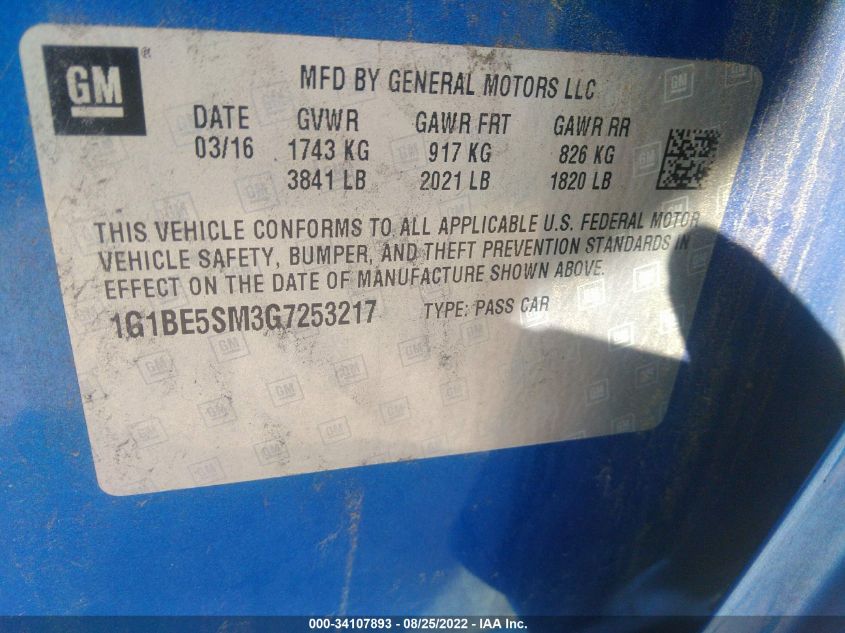 GM ®
MFD BY GENERAL MOTORS LLC
DATE GVWR GAWR FRT GAWR RR
03/16 1743 KG 917 KG 826 KG
3841 LB 2021 LB 1820 LB
THIS VEHICLE CONFORMS TO ALL APPLICABLE U.S. FEDERAL MOTOR
VEHICLE SAFETY, BUMPER, AND THEFT PREVENTION STANDARDS IN
EFFECT ON THE DATE OF MANUFACTURE SHOWN ABOVE.
1G1BE5SM3G7253217 TYPE: PASS CAR
000-34107893 - 08/25/2022 - IAA Inc.